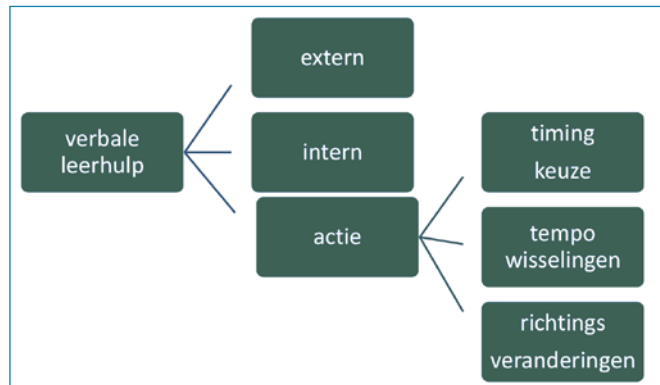 verbale
leerhulp
extern
intern
actie
timing
keuze
tempo
wisselingen
richtings
veranderingen